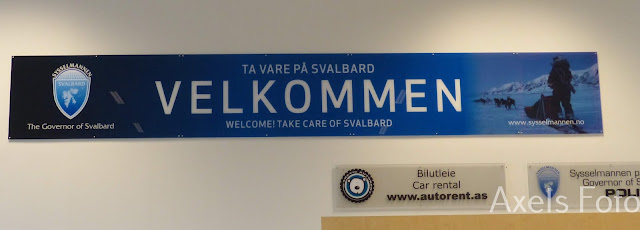 SYSSELMANNEN
SVALBARD
The Governor of Svalbard
TA VARE PÅ SVALBARD
VELKOMMEN
WELCOME! TAKE CARE OF SVALBARD
www.sysselmannen.no
Bilutleie
Car rental
www.autorent.as
Sysselmannen p
Governor of S
Axels Foto